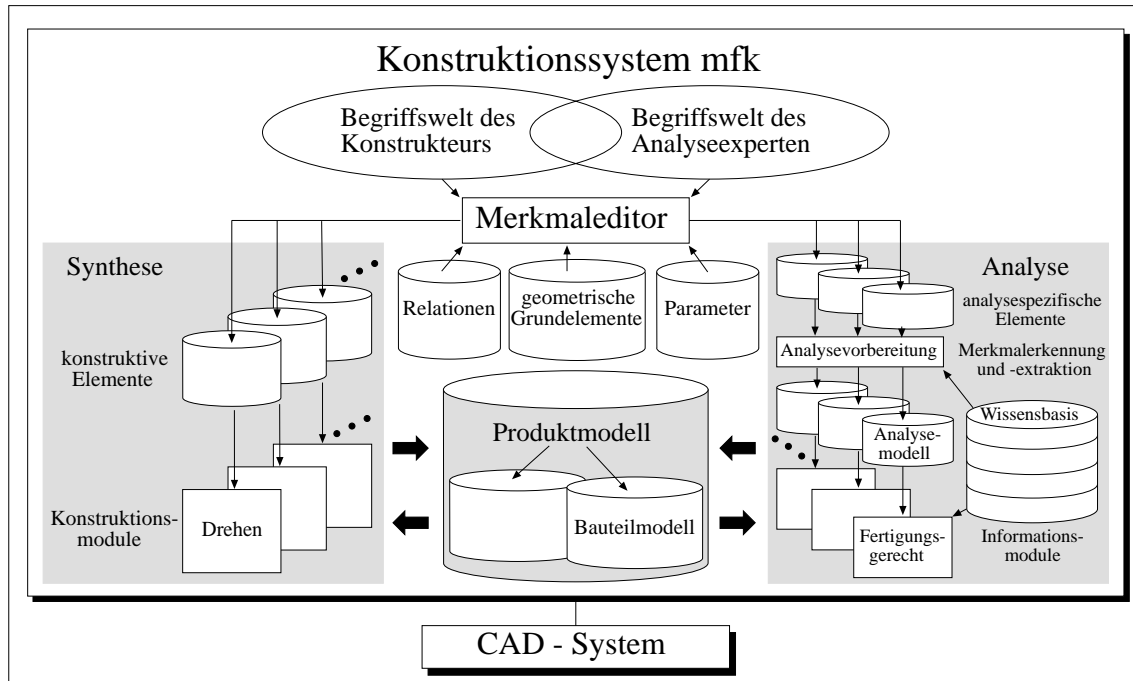 Konstruktionssystem mfk
Begriffswelt des
Konstrukteurs
Begriffswelt des
Analyseexperten
Merkmaleditor
Synthese
Relationen
geometrische
Grundelemente
Parameter
Analyse
analysespezifische
Elemente
konstruktive
Elemente
Analysevorbereitung
Merkmalerkennung
und -extraktion
Produktmodell
Bauteilmodell
Wissensbasis
Analyse-
modell
Konstruktions-
module
Drehen
Fertigungs-
gerecht
Informations-
module
CAD - System